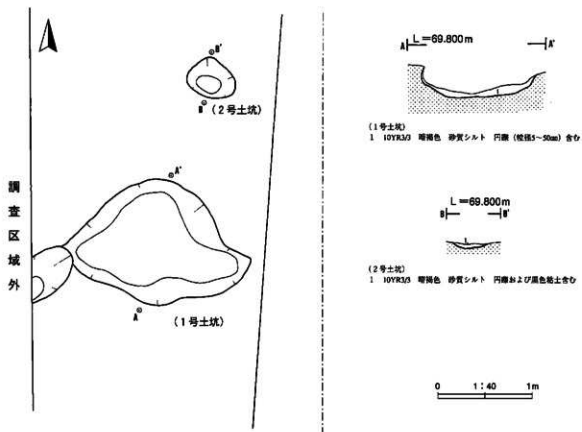 B'
B
(2号土坑)
A'
調査区域外
A
(1号土坑)
L=69.800m
A
A'
1
(1号土坑)
1 10YR3/3 暗褐色 砂質シルト 円礫(粒径5~50mm)含む
L=69.800m
B
B'
1
(2号土坑)
1 10YR3/3 暗褐色 砂質シルト 円礫および黒色粘土含む
0 1:40 1m